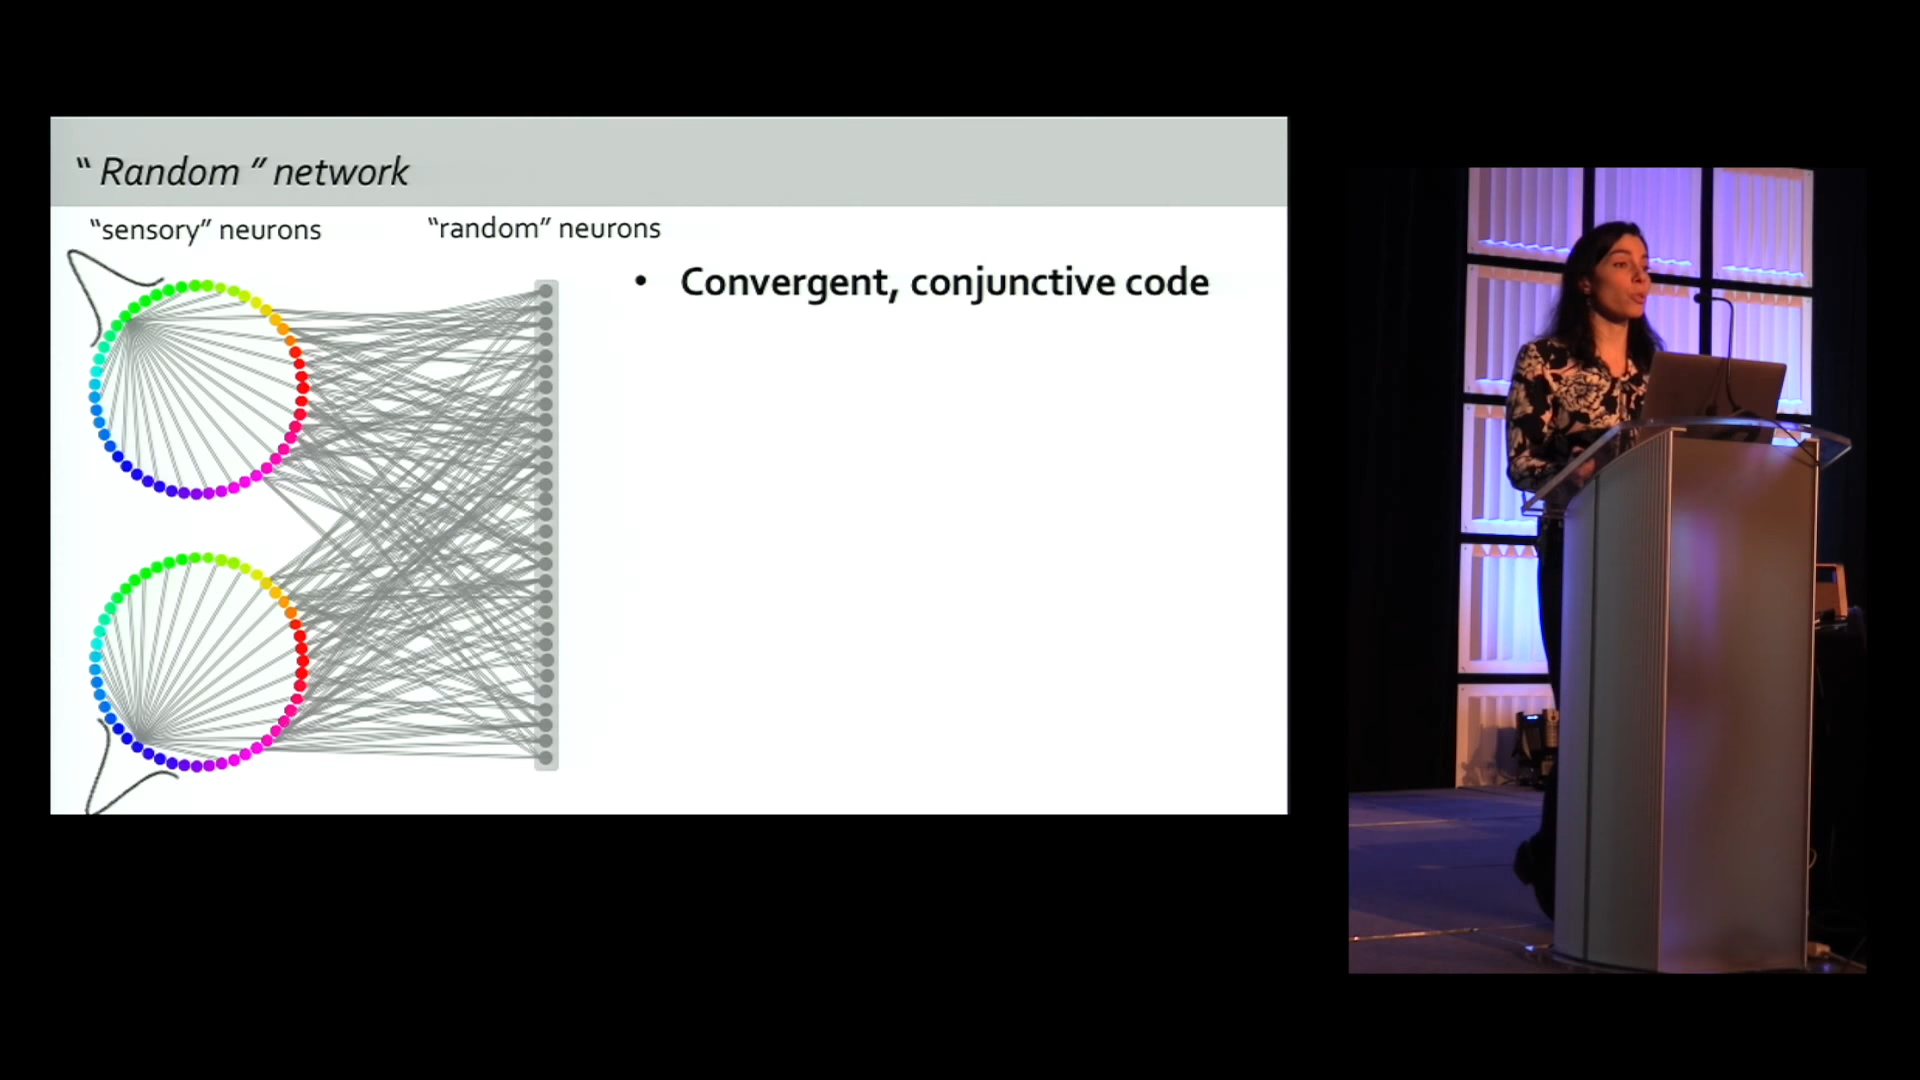 “ Random ” network
“sensory” neurons
“random” neurons
• Convergent, conjunctive code